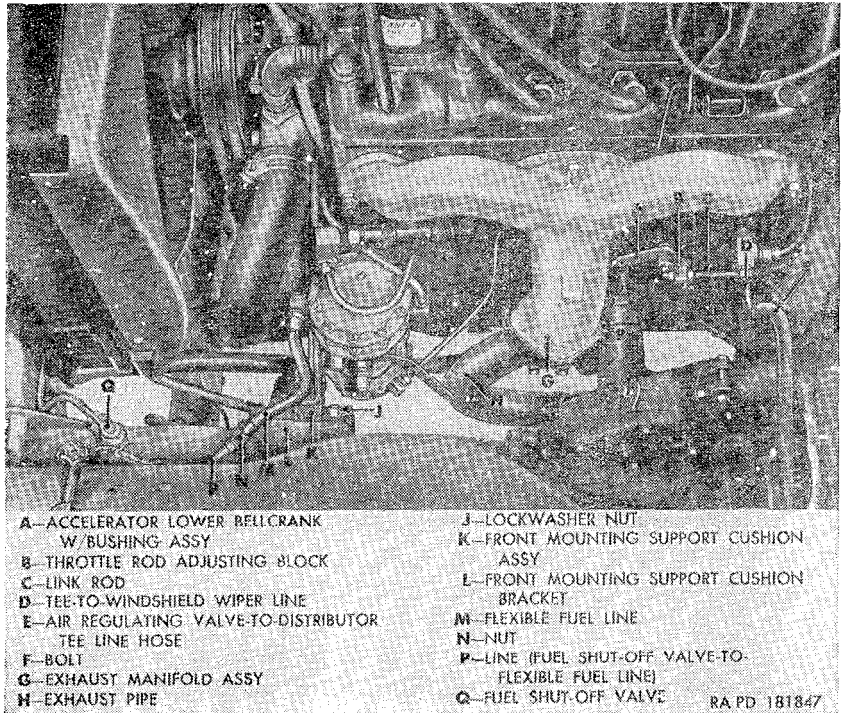 D
Q
G
H
J
K
L
N
A—ACCELERATOR LOWER BELLCRANK
W/BUSHING ASSY
B—THROTTLE ROD ADJUSTING BLOCK
C—LINK ROD
D—TEE-TO-WINDSHIELD WIPER LINE
E—AIR REGULATING VALVE-TO-DISTRIBUTOR
TEE LINE HOSE
F—BOLT
G—EXHAUST MANIFOLD ASSY
H—EXHAUST PIPE
J—LOCKWASHER NUT
K—FRONT MOUNTING SUPPORT CUSHION
ASSY
L—FRONT MOUNTING SUPPORT CUSHION
BRACKET
M—FLEXIBLE FUEL LINE
N—NUT
P—LINE (FUEL SHUT-OFF VALVE-TO-
FLEXIBLE FUEL LINE)
Q—FUEL SHUT-OFF VALVE
RA PD 181847